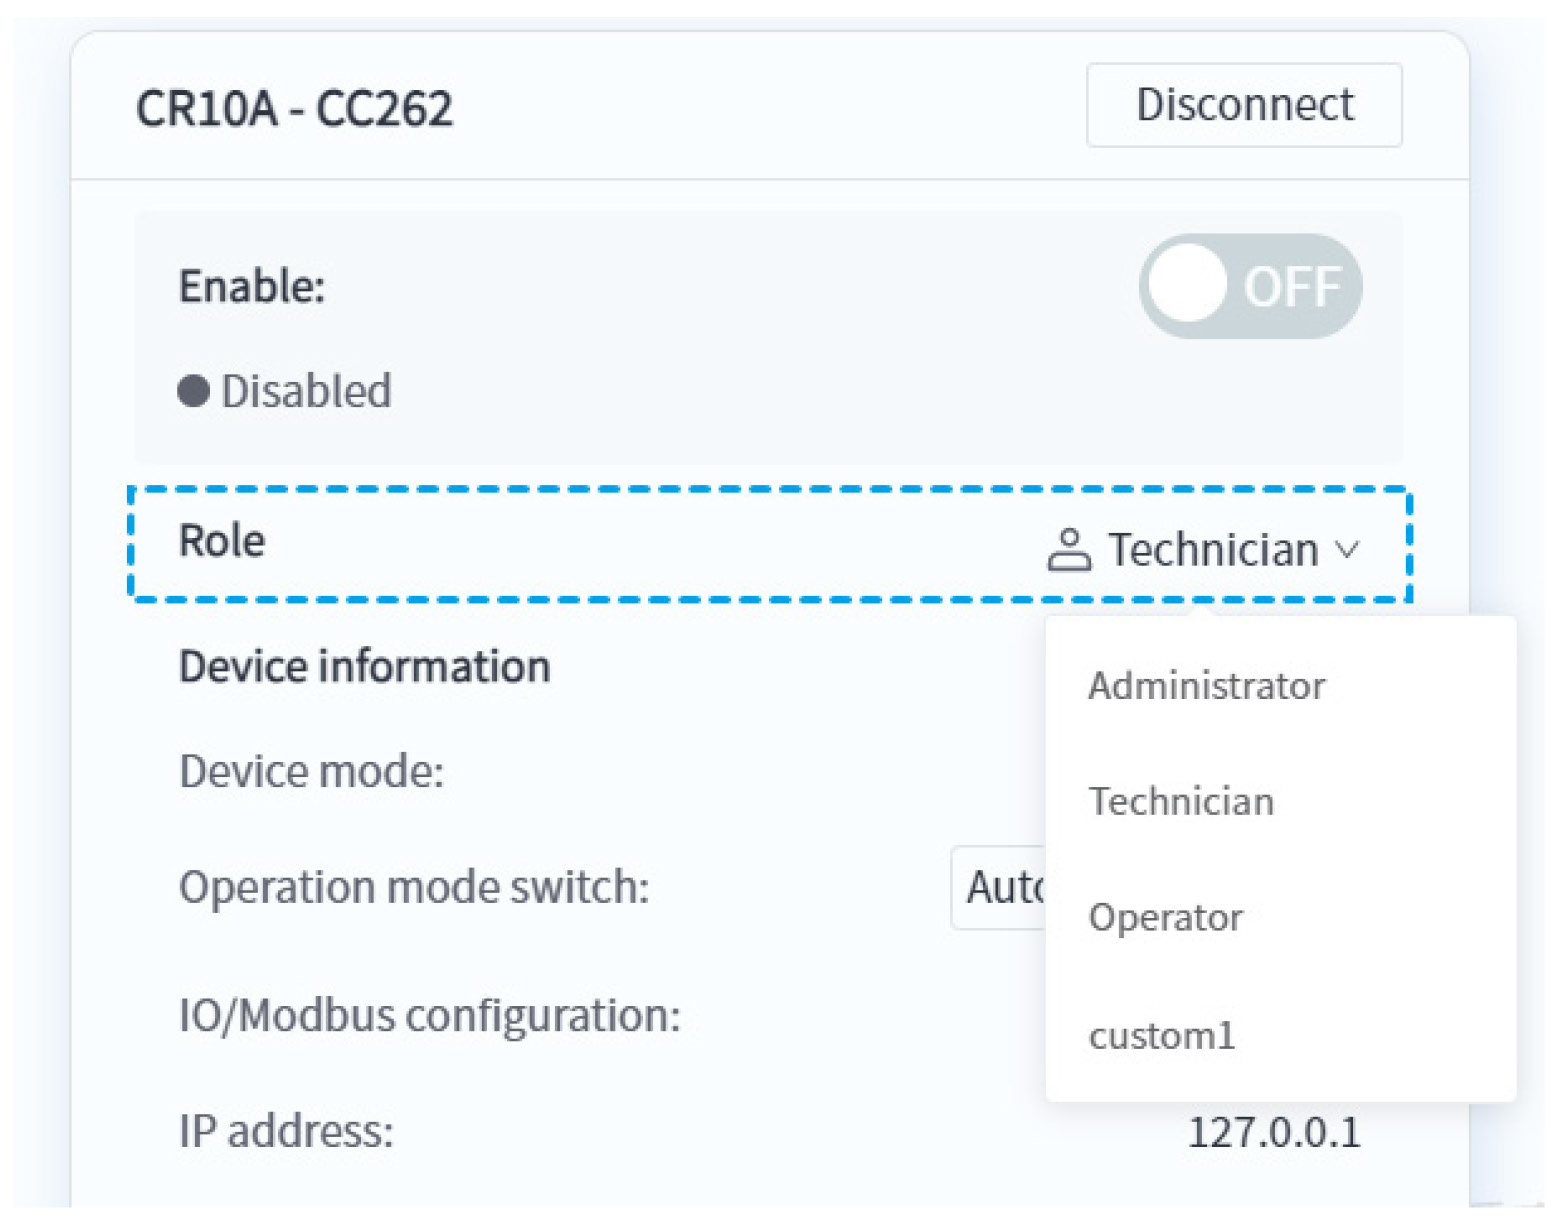 CR10A - CC262 Disconnect
Enable: OFF
Disabled
Role Technician
Device information
Administrator
Device mode:
Technician
Operation mode switch:
Operator
IO/Modbus configuration:
custom1
IP address: 127.0.0.1